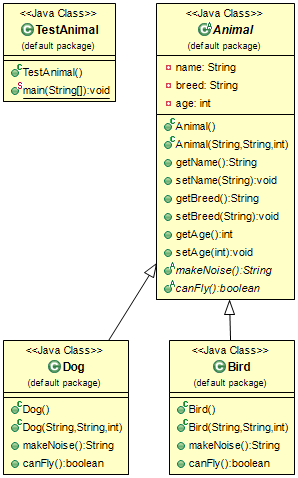 <<Java Class>>
TestAnimal
(default package)
TestAnimal()
main(String[]):void
<<Java Class>>
Animal
(default package)
name: String
breed: String
age: int
Animal()
Animal(String,String,int)
getName():String
setName(String):void
getBreed():String
setBreed(String):void
getAge():int
setAge(int):void
makeNoise():String
canFly():boolean
<<Java Class>>
Dog
(default package)
Dog()
Dog(String,String,int)
makeNoise():String
canFly():boolean
<<Java Class>>
Bird
(default package)
Bird()
Bird(String,String,int)
makeNoise():String
canFly():boolean